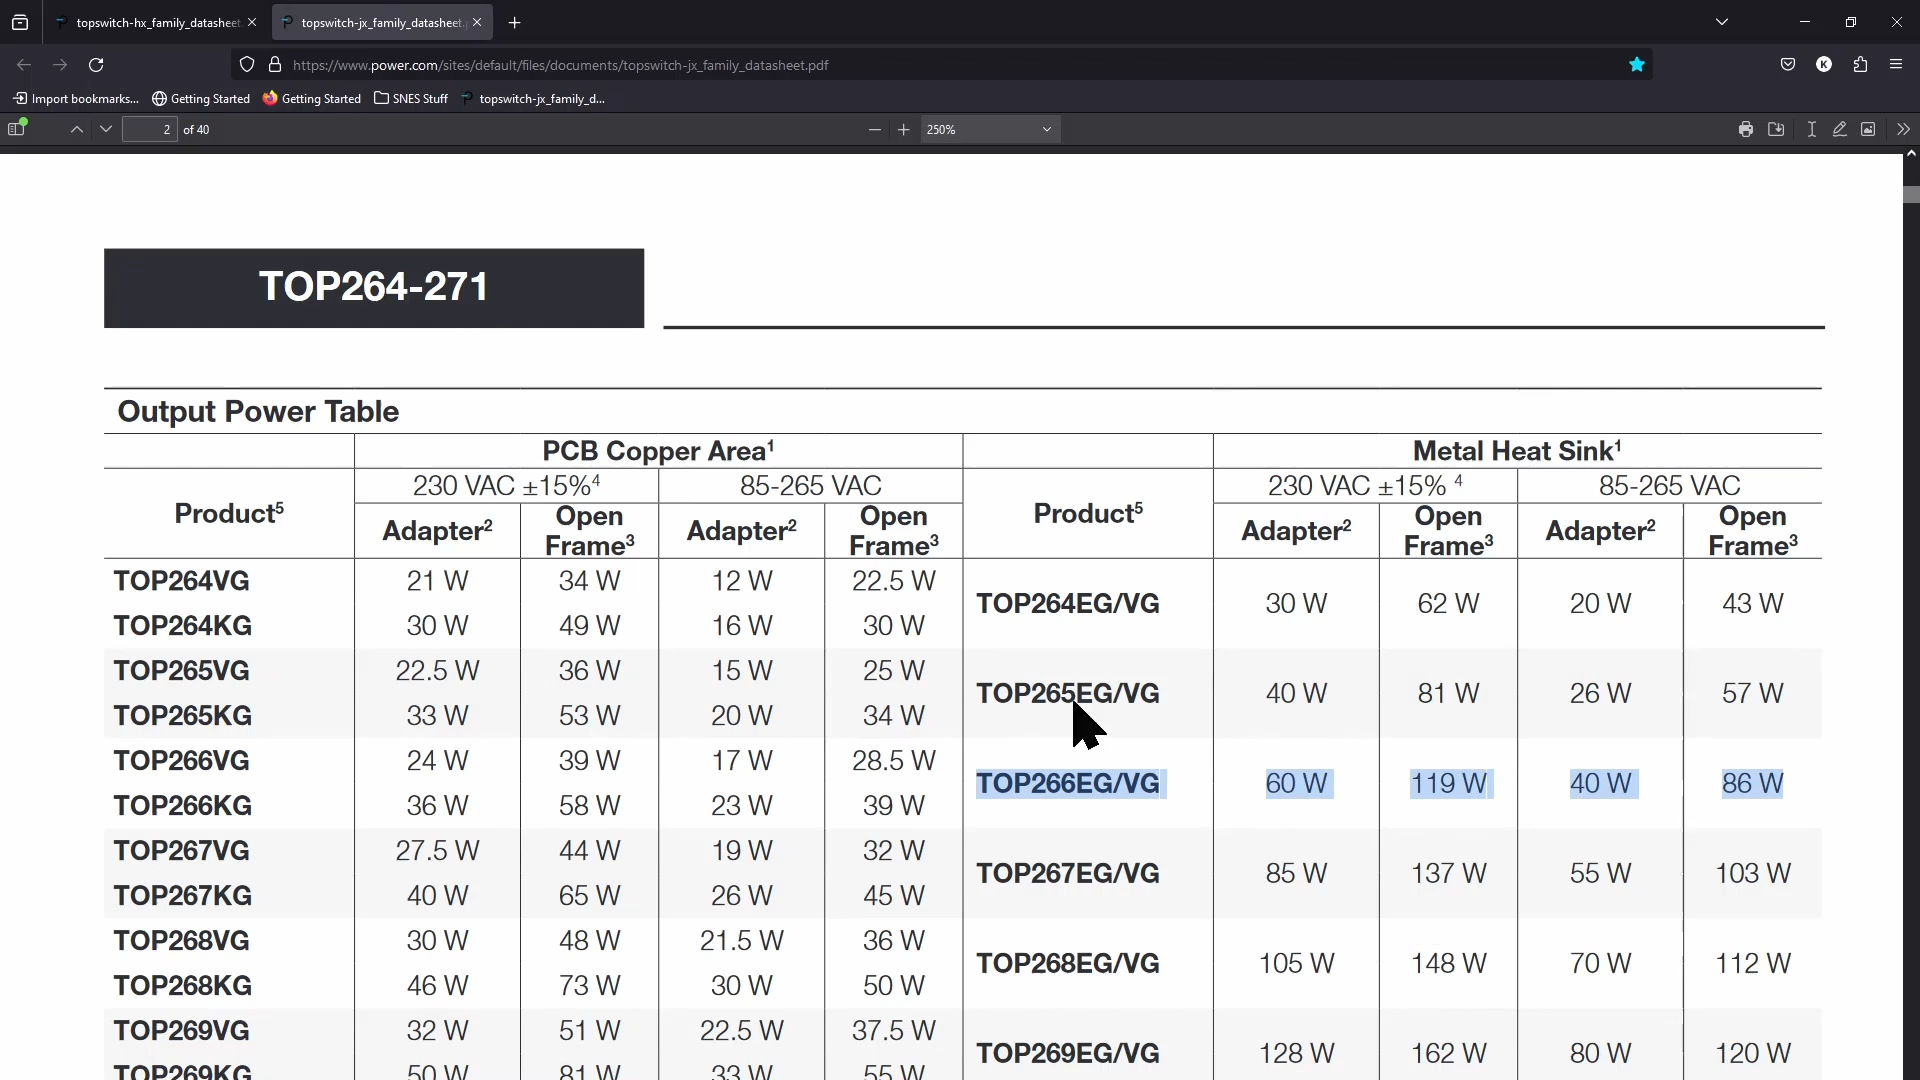 topswitch-hx_family_datasheet
topswitch-jx_family_datasheet.
https://www.power.com/sites/default/files/documents/topswitch-jx_family_datasheet.pdf
K
Import bookmarks...
Getting Started
Getting Started
SNES Stuff
topswitch-jx_family_d...
2 of 40
250%
TOP264-271
Output Power Table
PCB Copper Area¹ Metal Heat Sink¹
Product⁵ 230 VAC ±15%⁴ 85-265 VAC Product⁵ 230 VAC ±15% ⁴ 85-265 VAC
Adapter² Open Frame³ Adapter² Open Frame³ Adapter² Open Frame³ Adapter² Open Frame³
TOP264VG 21 W 34 W 12 W 22.5 W
TOP264EG/VG 30 W 62 W 20 W 43 W
TOP264KG 30 W 49 W 16 W 30 W
TOP265VG 22.5 W 36 W 15 W 25 W
TOP265EG/VG 40 W 81 W 26 W 57 W
TOP265KG 33 W 53 W 20 W 34 W
TOP266VG 24 W 39 W 17 W 28.5 W
TOP266EG/VG 60 W 119 W 40 W 86 W
TOP266KG 36 W 58 W 23 W 39 W
TOP267VG 27.5 W 44 W 19 W 32 W
TOP267EG/VG 85 W 137 W 55 W 103 W
TOP267KG 40 W 65 W 26 W 45 W
TOP268VG 30 W 48 W 21.5 W 36 W
TOP268EG/VG 105 W 148 W 70 W 112 W
TOP268KG 46 W 73 W 30 W 50 W
TOP269VG 32 W 51 W 22.5 W 37.5 W
TOP269EG/VG 128 W 162 W 80 W 120 W
TOP269KG 50 W 81 W 33 W 55 W